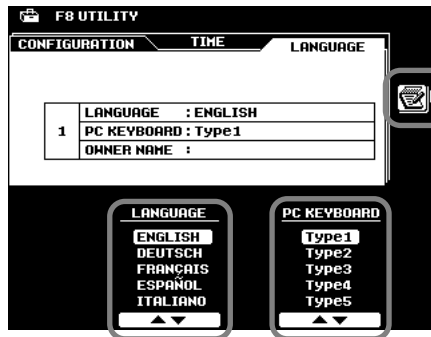 F8 UTILITY
CONFIGURATION TIME LANGUAGE
LANGUAGE : ENGLISH
1 PC KEYBOARD : Type1
OWNER NAME :
LANGUAGE PC KEYBOARD
ENGLISH Type1
DEUTSCH Type2
FRANÇAIS Type3
ESPAÑOL Type4
ITALIANO Type5